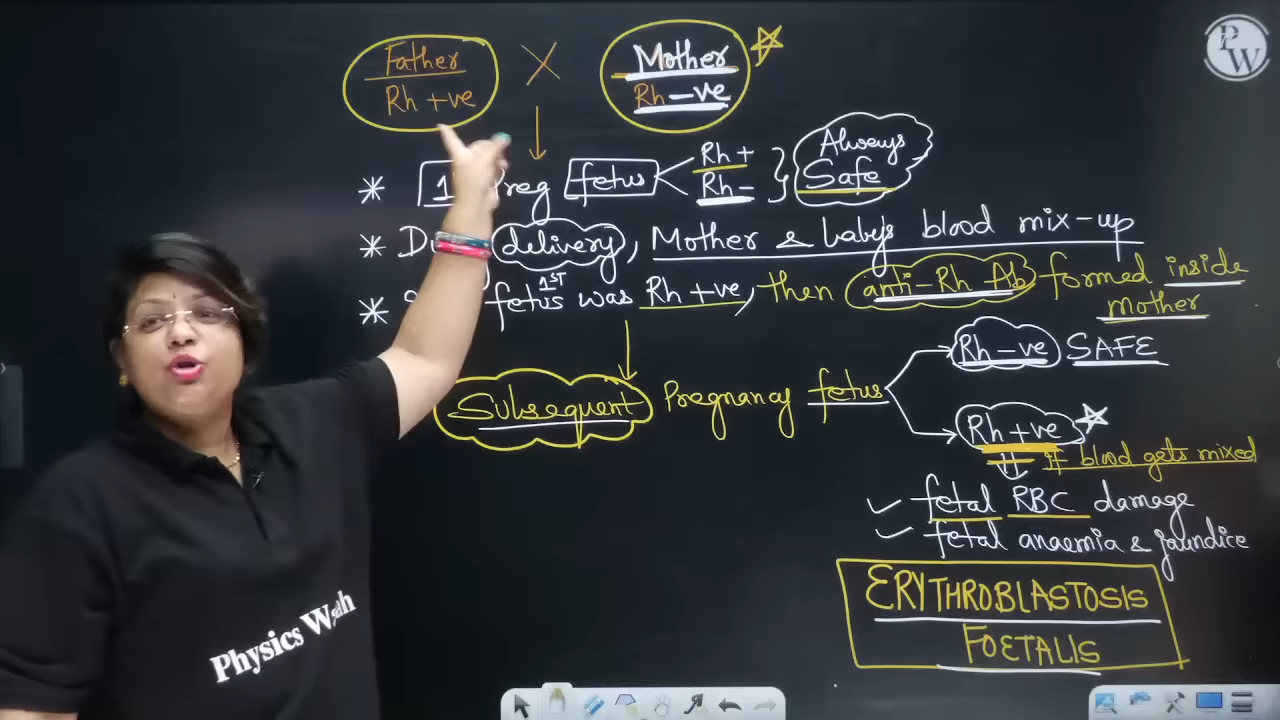 PW
Father X Mother
Rh +ve Rh -ve
* 1 Preg fetus Rh+ Always
Rh- Safe
* delivery, Mother & baby's blood mix-up
* fetus 1ST was Rh +ve, then anti-Rh Ab formed inside
mother
Rh-ve SAFE
Subsequent Pregnancy fetus
Rh+ve
If blood gets mixed
✓ fetal RBC damage
✓ fetal anaemia & jaundice
ERYTHROBLASTOSIS
FOETALIS
Physics